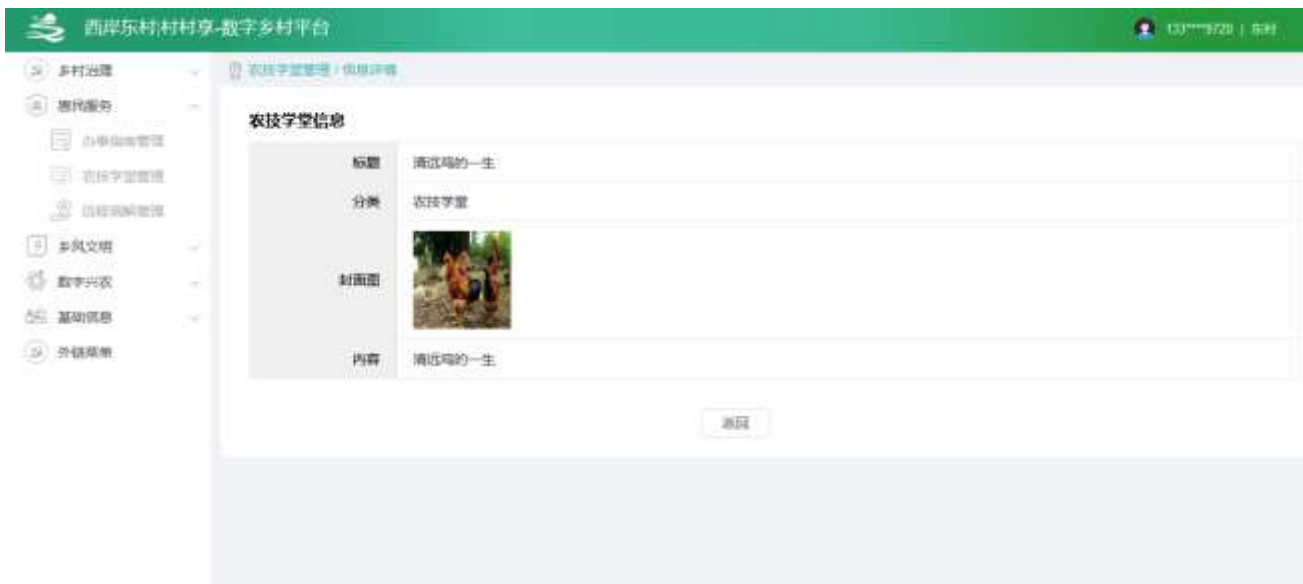 西岸东村|村村享-数字乡村平台
133****9720 | 东村
乡村治理
惠民服务
办事指南管理
农技学堂管理
远程调解管理
乡风文明
数字兴农
基础信息
外链菜单
农技学堂管理 / 信息详情
农技学堂信息
标题 清远鸡的一生
分类 农技学堂
封面图
内容 清远鸡的一生
返回